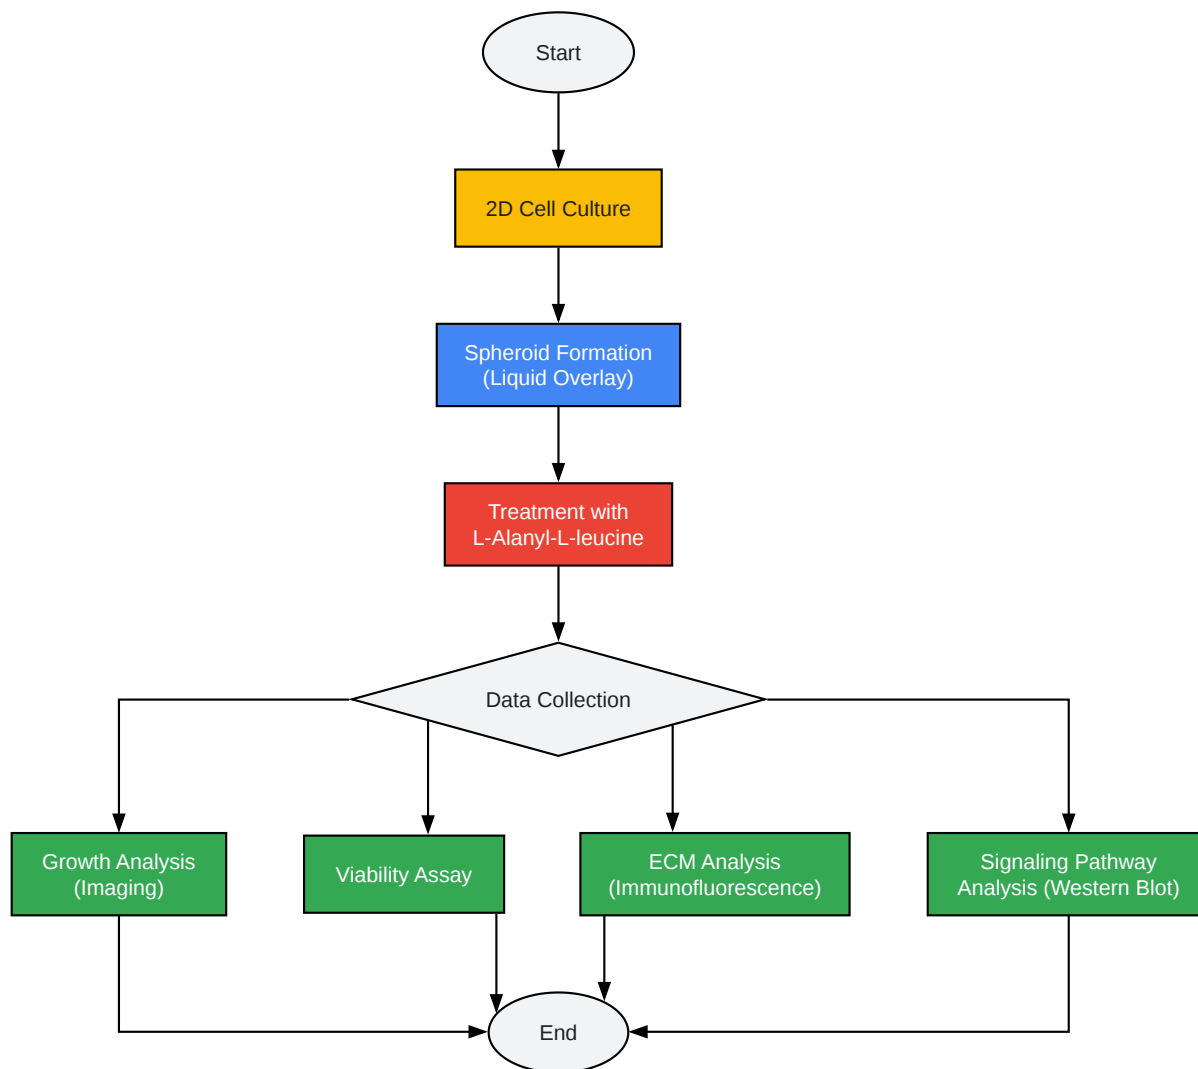 Start
2D Cell Culture
Spheroid Formation
(Liquid Overlay)
Treatment with
L-Alanyl-L-leucine
Data Collection
Growth Analysis
(Imaging)
Viability Assay
ECM Analysis
(Immunofluorescence)
Signaling Pathway
Analysis (Western Blot)
End